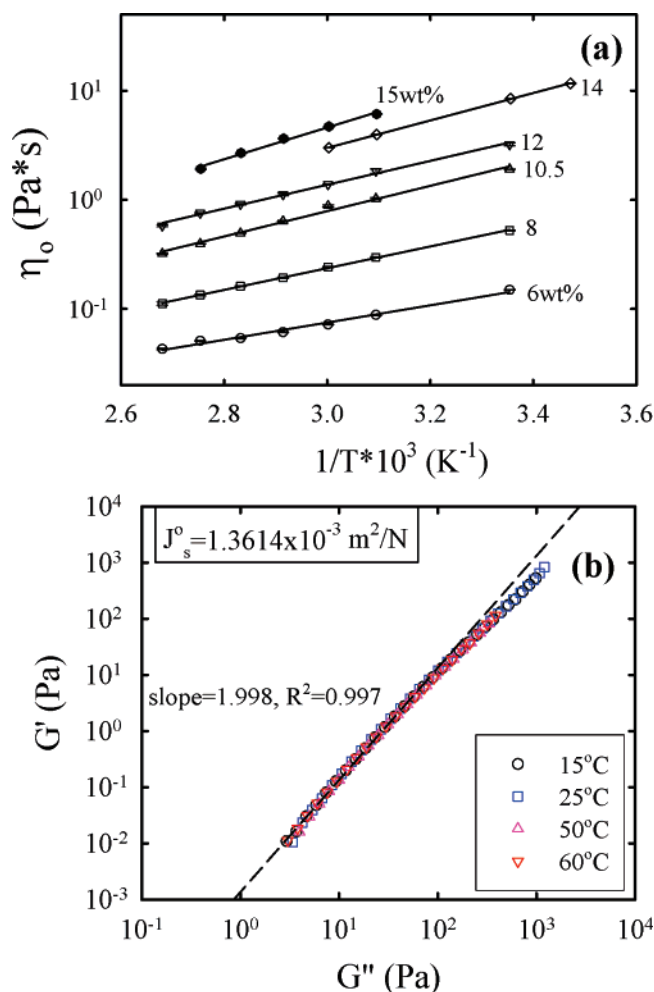 (a)
15wt%
14
12
10.5
8
6wt%
ηo (Pa*s)
10¹
10⁰
10⁻¹
2.6 2.8 3.0 3.2 3.4 3.6
1/T*10³ (K⁻¹)
(b)
J°s=1.3614x10⁻³ m²/N
slope=1.998, R²=0.997
G' (Pa)
10⁴
10³
10²
10¹
10⁰
10⁻¹
10⁻²
10⁻³
15°C
25°C
50°C
60°C
10⁻¹ 10⁰ 10¹ 10² 10³ 10⁴
G'' (Pa)